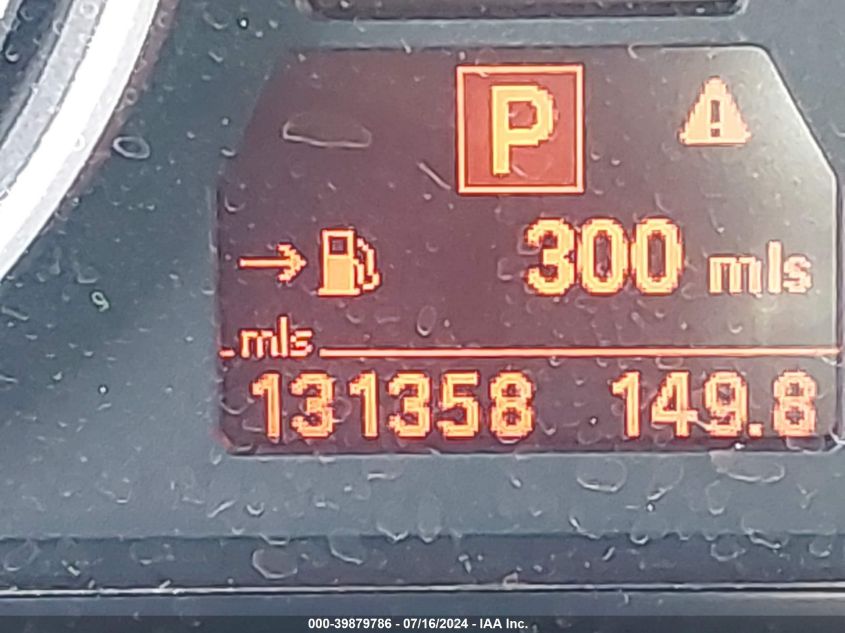 P
300 mls
mls
131358 149.8
000-39879786 - 07/16/2024 - IAA Inc.